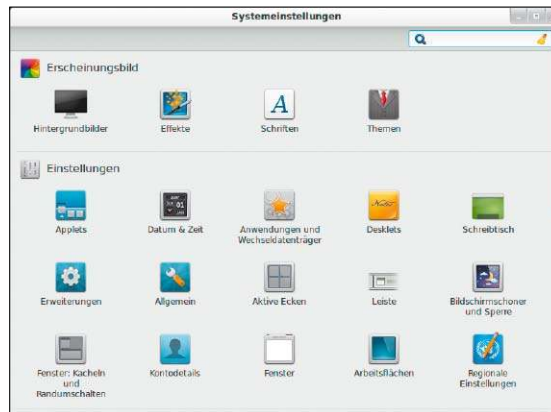 Systemeinstellungen
Erscheinungsbild
Hintergrundbilder
Effekte
Schriften
Themen
Einstellungen
Applets
Datum & Zeit
Anwendungen und
Wechseldatenträger
Desklets
Schreibtisch
Erweiterungen
Allgemein
Aktive Ecken
Leiste
Bildschirmschoner
und Sperre
Fenster: Kacheln
und
Randumschalten
Kontodetails
Fenster
Arbeitsflächen
Regionale
Einstellungen